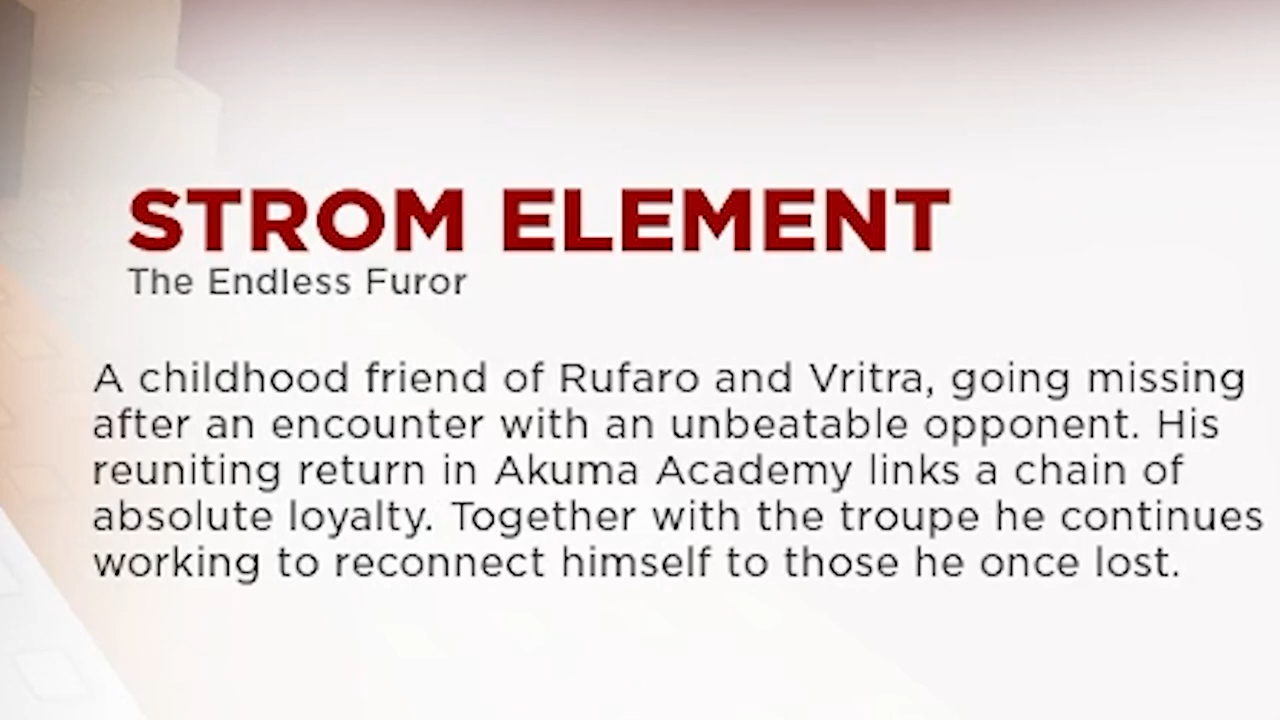 STROM ELEMENT
The Endless Furor
A childhood friend of Rufaro and Vritra, going missing
after an encounter with an unbeatable opponent. His
reuniting return in Akuma Academy links a chain of
absolute loyalty. Together with the troupe he continues
working to reconnect himself to those he once lost.